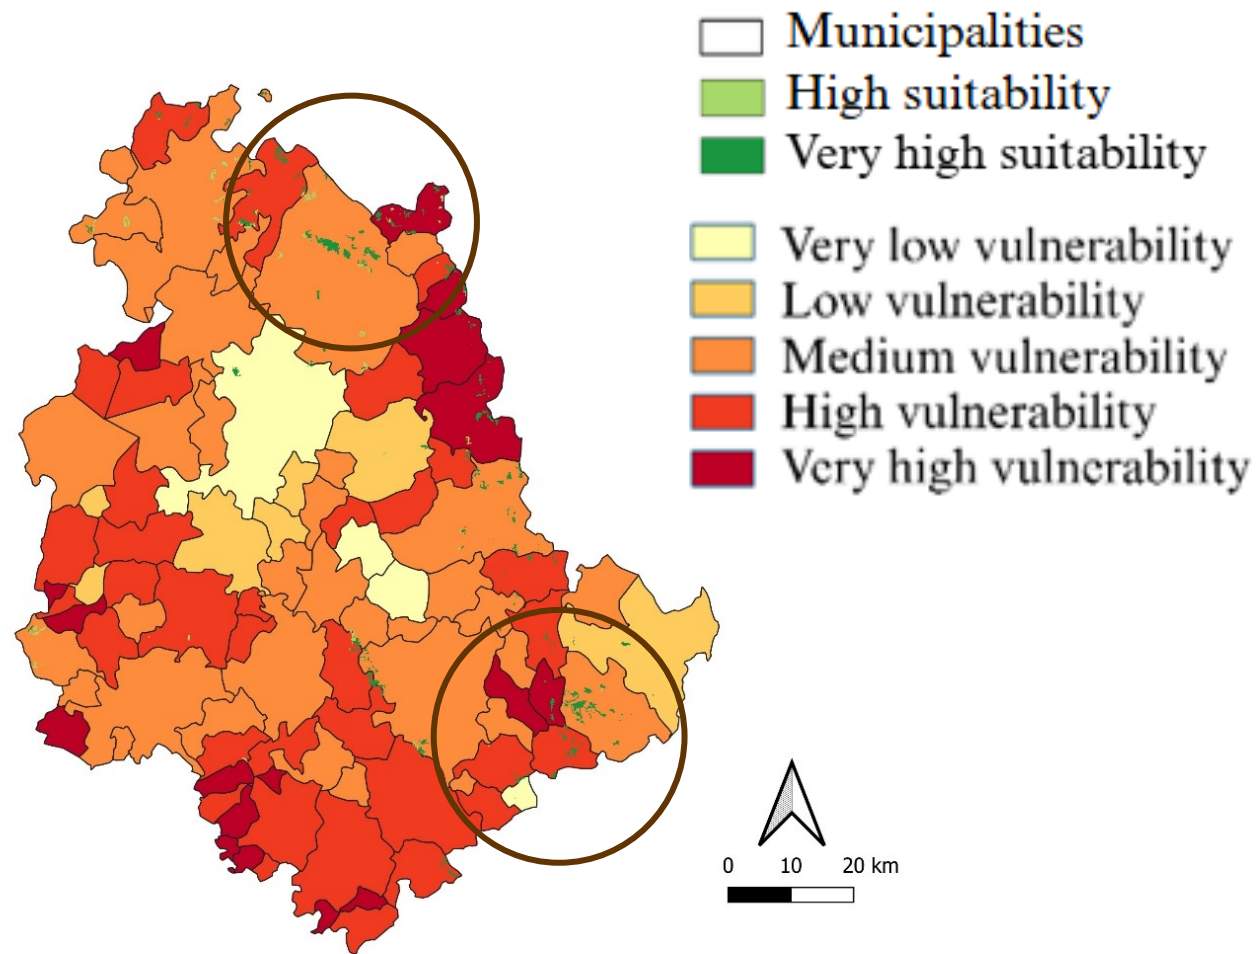 Municipalities
High suitability
Very high suitability
Very low vulnerability
Low vulnerability
Medium vulnerability
High vulnerability
Very high vulnerability
0 10 20 km